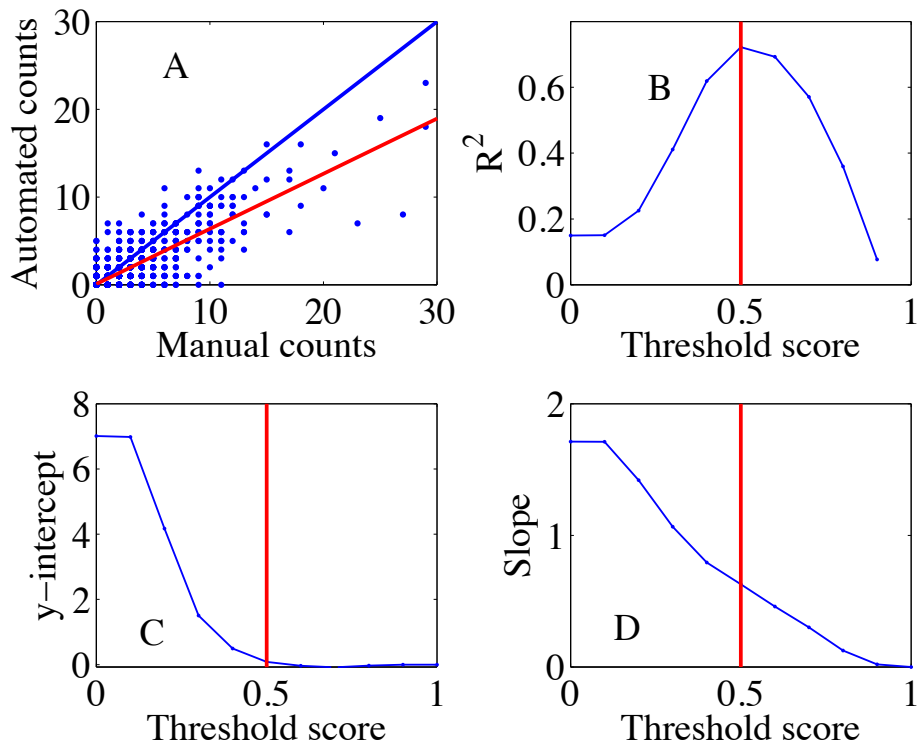 30
20
10
0
0 10 20 30
Automated counts
Manual counts
A
0.6
0.4
0.2
0
0 0.5 1
R²
Threshold score
B
8
6
4
2
0
0 0.5 1
y−intercept
Threshold score
C
2
1
0
0 0.5 1
Slope
Threshold score
D